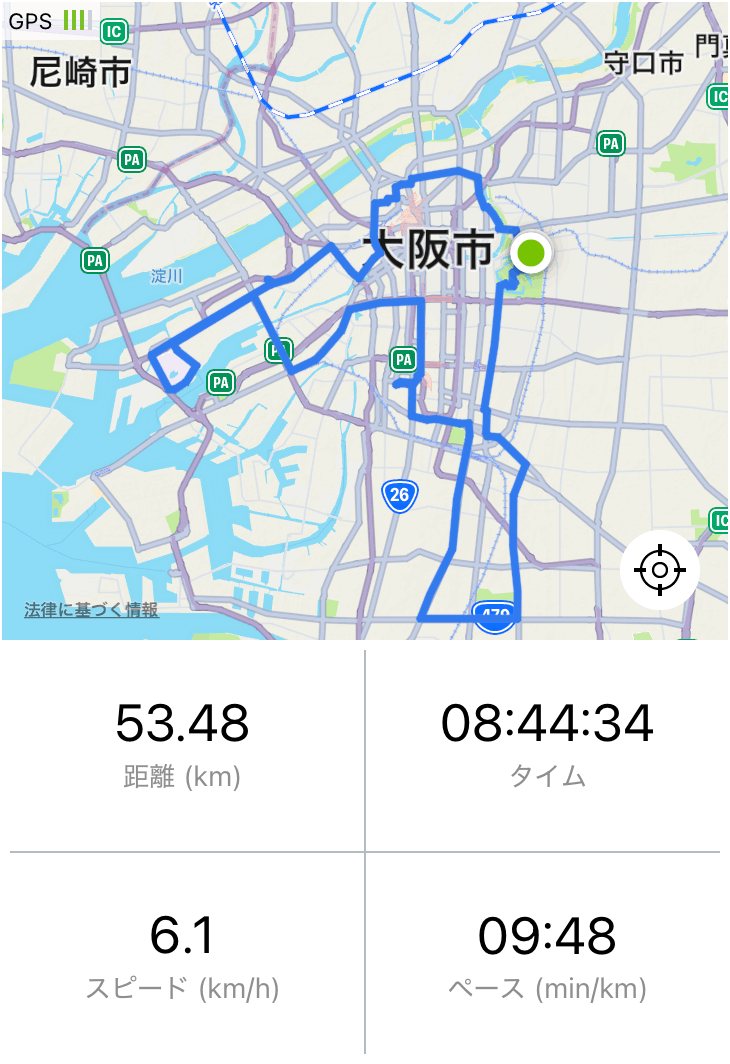 GPS
IC
尼崎市
守口市
門真
IC
PA
PA
大阪市
PA
淀川
PA
PA
PA
26
IC
479
法律に基づく情報
53.48
距離 (km)
08:44:34
タイム
6.1
スピード (km/h)
09:48
ペース (min/km)